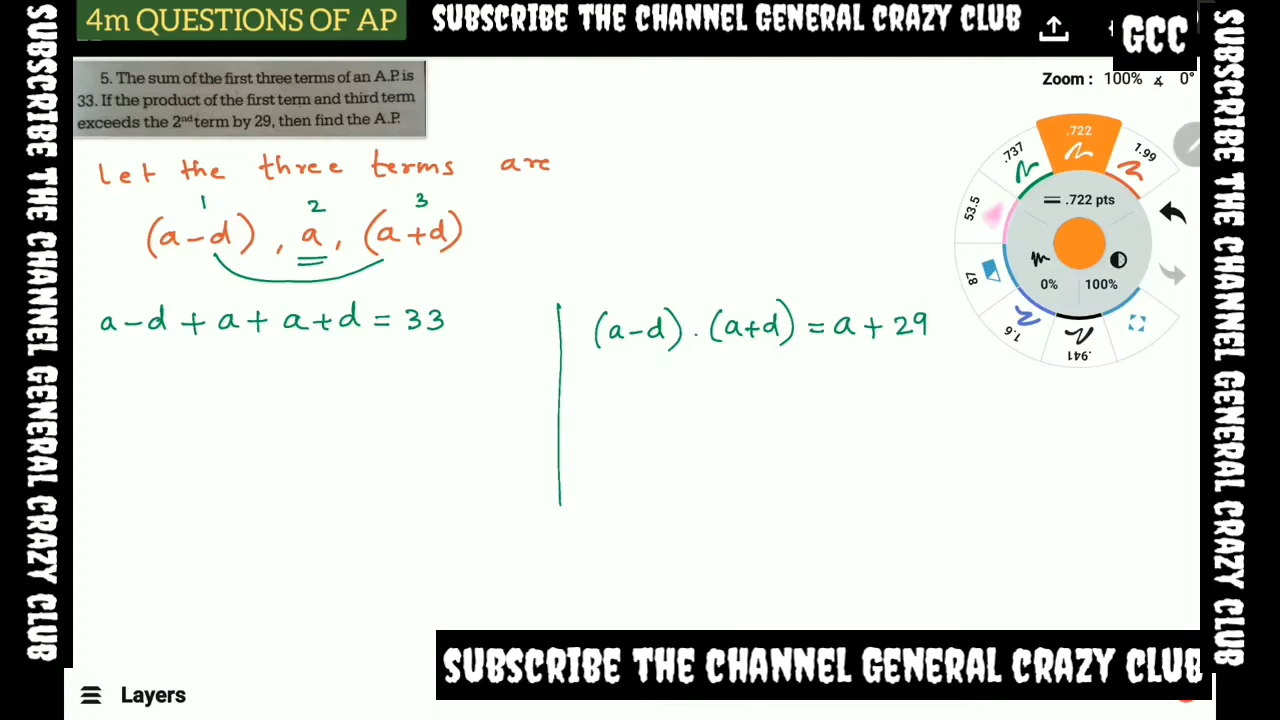 4m QUESTIONS OF AP
SUBSCRIBE THE CHANNEL GENERAL CRAZY CLUB
GCC
Zoom : 100% ∡ 0°
5. The sum of the first three terms of an A.P. is
33. If the product of the first term and third term
exceeds the 2nd term by 29, then find the A.P.
Let the three terms are
1 2 3
(a-d) , a , (a+d)
a-d + a + a+d = 33
(a-d) . (a+d) = a + 29
.722
.737
1.99
53.5
.722 pts
87
0%
100%
1.6
.941
SUBSCRIBE THE CHANNEL GENERAL CRAZY CLUB
SUBSCRIBE THE CHANNEL GENERAL CRAZY CLUB
SUBSCRIBE THE CHANNEL GENERAL CRAZY CLUB
Layers